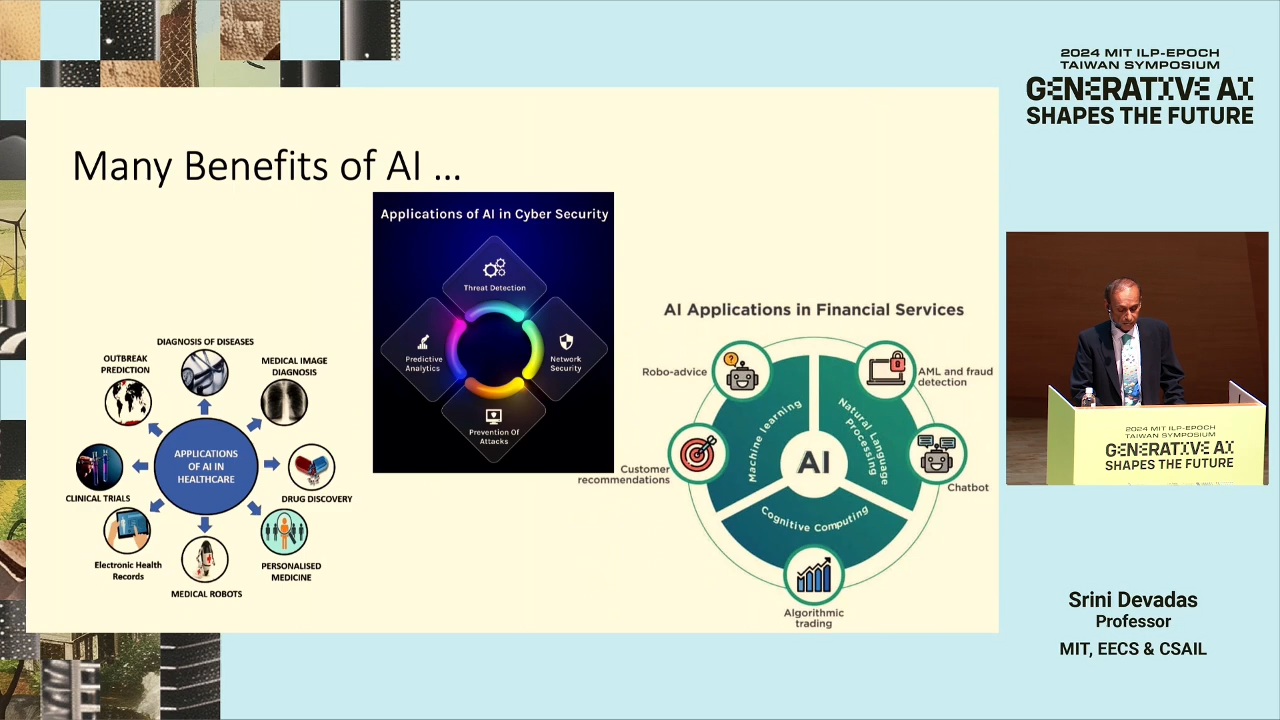 2024 MIT ILP-EPOCH
TAIWAN SYMPOSIUM
GENERATIVE AI
SHAPES THE FUTURE
Many Benefits of AI ...
Applications of AI in Cyber Security
Threat Detection
Predictive
Analytics
Network
Security
Prevention Of
Attacks
DIAGNOSIS OF DISEASES
OUTBREAK
PREDICTION
MEDICAL IMAGE
DIAGNOSIS
APPLICATIONS
OF AI IN
HEALTHCARE
CLINICAL TRIALS
DRUG DISCOVERY
Electronic Health
Records
PERSONALISED
MEDICINE
MEDICAL ROBOTS
AI Applications in Financial Services
Robo-advice
AML and fraud
detection
Machine learning
Natural Language
Processing
AI
Cognitive Computing
Customer
recommendations
Chatbot
Algorithmic
trading
2024 MIT ILP-EPOCH
TAIWAN SYMPOSIUM
GENERATIVE AI
SHAPES THE FUTURE
Srini Devadas
Professor
MIT, EECS & CSAIL